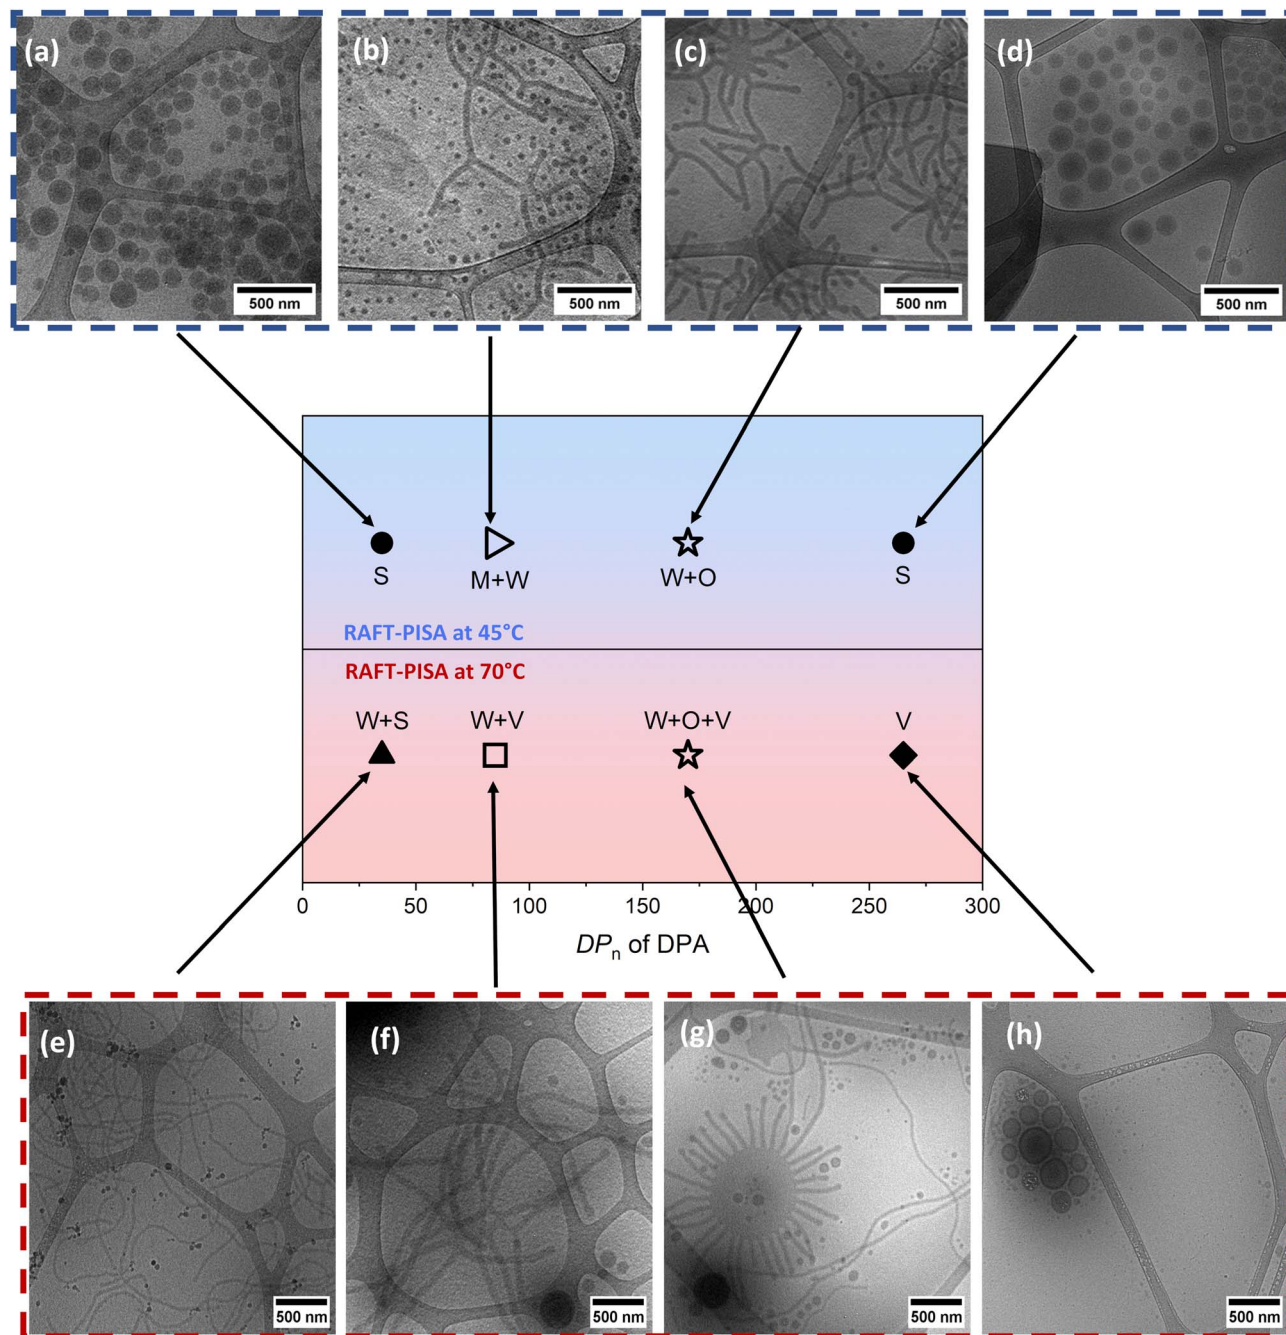 (a)
(b)
(c)
(d)
500 nm
500 nm
500 nm
500 nm
S
M+W
W+O
S
RAFT-PISA at 45°C
RAFT-PISA at 70°C
W+S
W+V
W+O+V
V
0
50
100
150
200
250
300
DPn of DPA
(e)
(f)
(g)
(h)
500 nm
500 nm
500 nm
500 nm